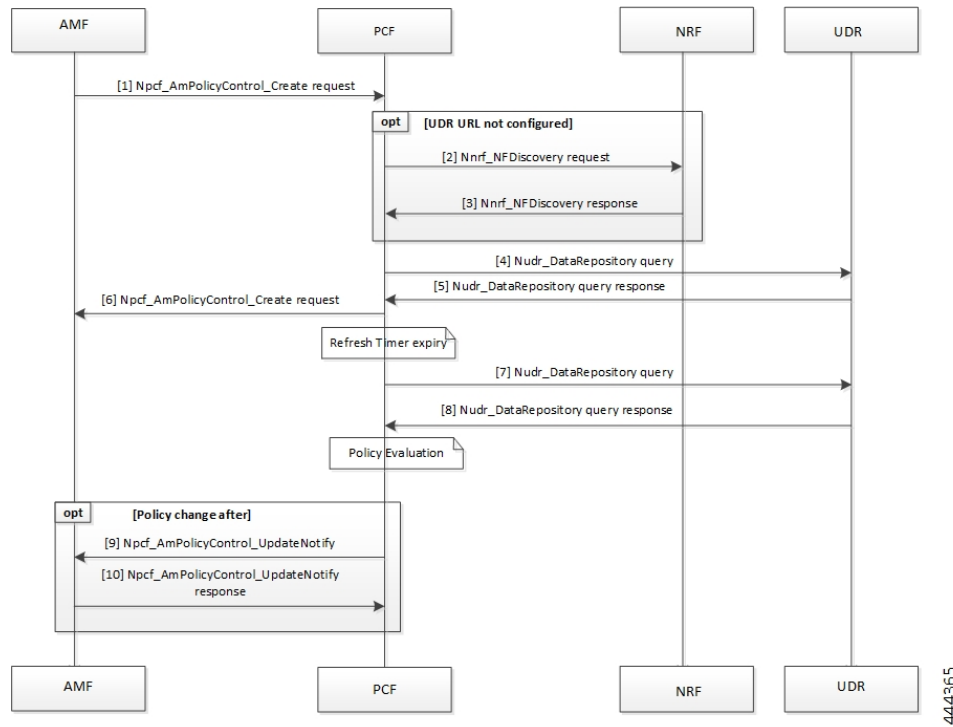 AMF
PCF
NRF
UDR
[1] Npcf_AmPolicyControl_Create request
opt
[UDR URL not configured]
[2] Nnrf_NFDiscovery request
[3] Nnrf_NFDiscovery response
[4] Nudr_DataRepository query
[5] Nudr_DataRepository query response
[6] Npcf_AmPolicyControl_Create request
Refresh Timer expiry
[7] Nudr_DataRepository query
[8] Nudr_DataRepository query response
Policy Evaluation
opt
[Policy change after]
[9] Npcf_AmPolicyControl_UpdateNotify
[10] Npcf_AmPolicyControl_UpdateNotify
response
AMF
PCF
NRF
UDR
444365